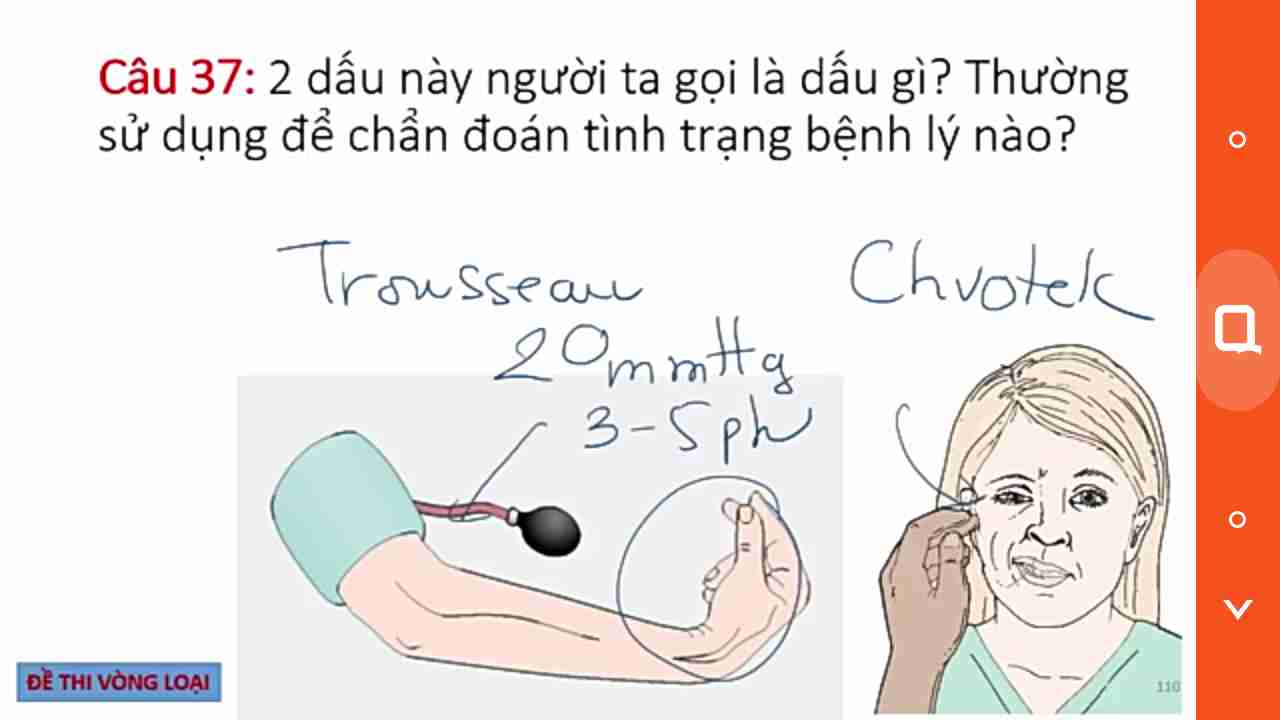 Câu 37: 2 dấu này người ta gọi là dấu gì? Thường
sử dụng để chẩn đoán tình trạng bệnh lý nào?
Trousseau
Chvotek
20mmHg
3-5ph
ĐỀ THI VÒNG LOẠI
110